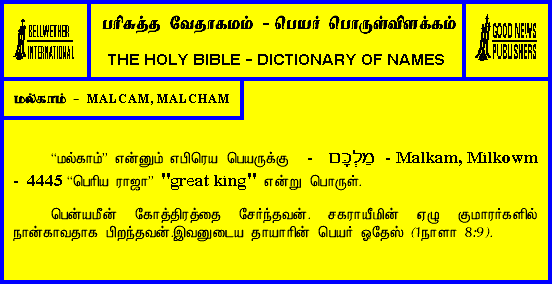 BELLWETHER
INTERNATIONAL
பரிசுத்த வேதாகமம் - பெயர் பொருள்விளக்கம்
THE HOLY BIBLE - DICTIONARY OF NAMES
GOOD NEWS
PUBLISHERS
மல்காம் - MALCAM, MALCHAM
“மல்காம்” என்னும் எபிரெய பெயருக்கு - מַלְכָּם - Malkam, Milkowm
- 4445 “பெரிய ராஜா” "great king" என்று பொருள்.
பென்யமீன் கோத்திரத்தை சேர்ந்தவன். சகராயீமின் ஏழு குமாரர்களில்
நான்காவதாக பிறந்தவன்.இவனுடைய தாயாரின் பெயர் ஓதேஸ் (1நாளா 8:9).